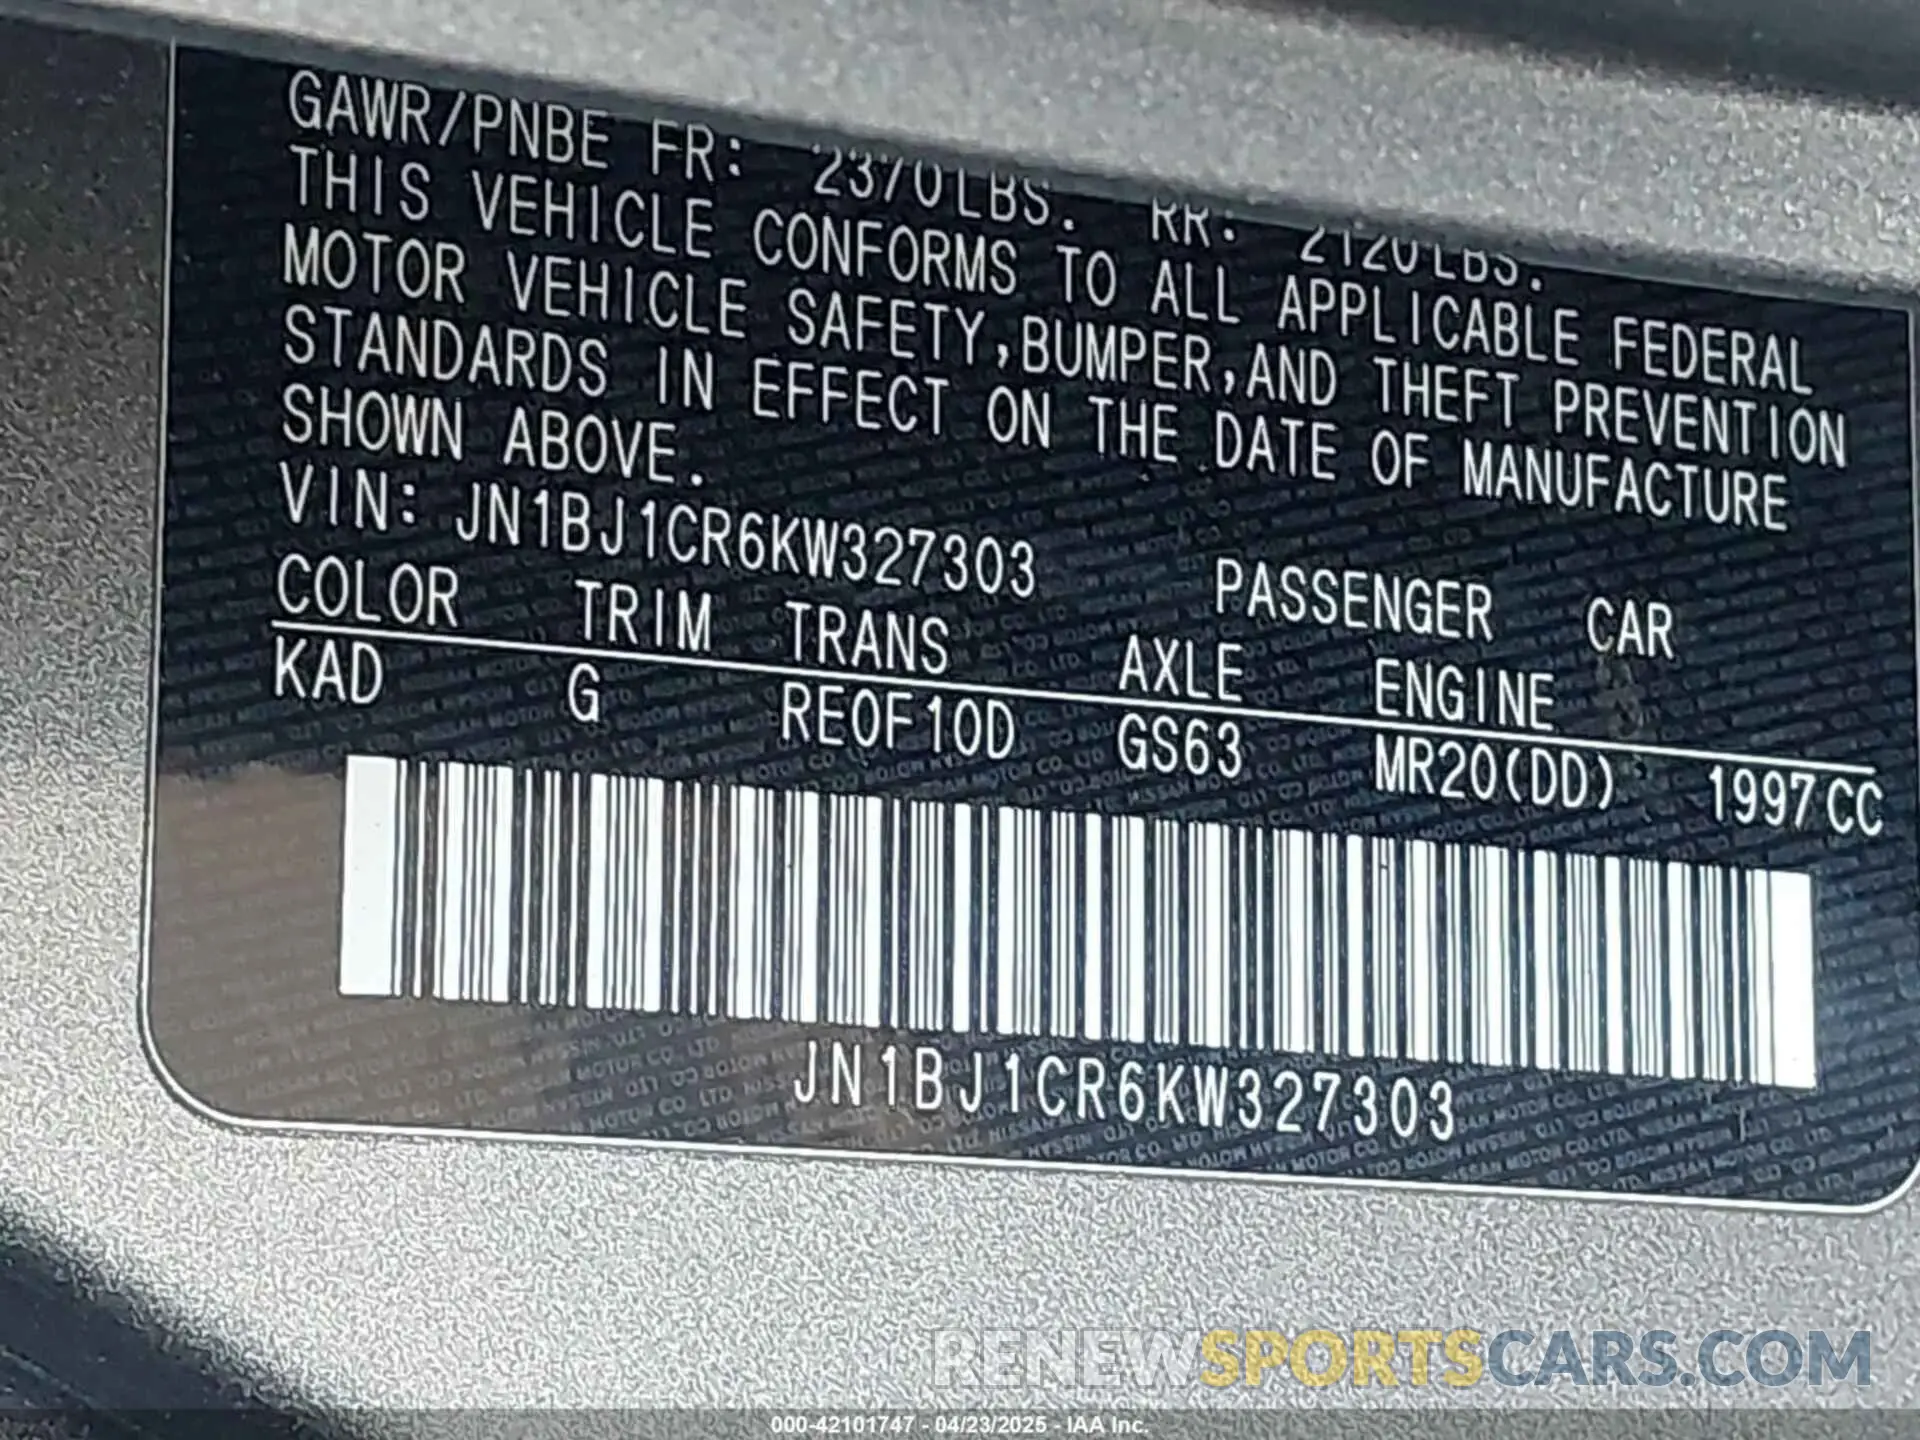 GAWR/PNBE FR: 2370LBS. RR: 2120LBS.
THIS VEHICLE CONFORMS TO ALL APPLICABLE FEDERAL
MOTOR VEHICLE SAFETY,BUMPER,AND THEFT PREVENTION
STANDARDS IN EFFECT ON THE DATE OF MANUFACTURE
SHOWN ABOVE.
VIN: JN1BJ1CR6KW327303 PASSENGER CAR
COLOR TRIM TRANS AXLE ENGINE
KAD G REOF10D GS63 MR20(DD) 1997CC
JN1BJ1CR6KW327303
RENEWSPORTSCARS.COM
000-42101747 - 04/23/2025 - IAA Inc.